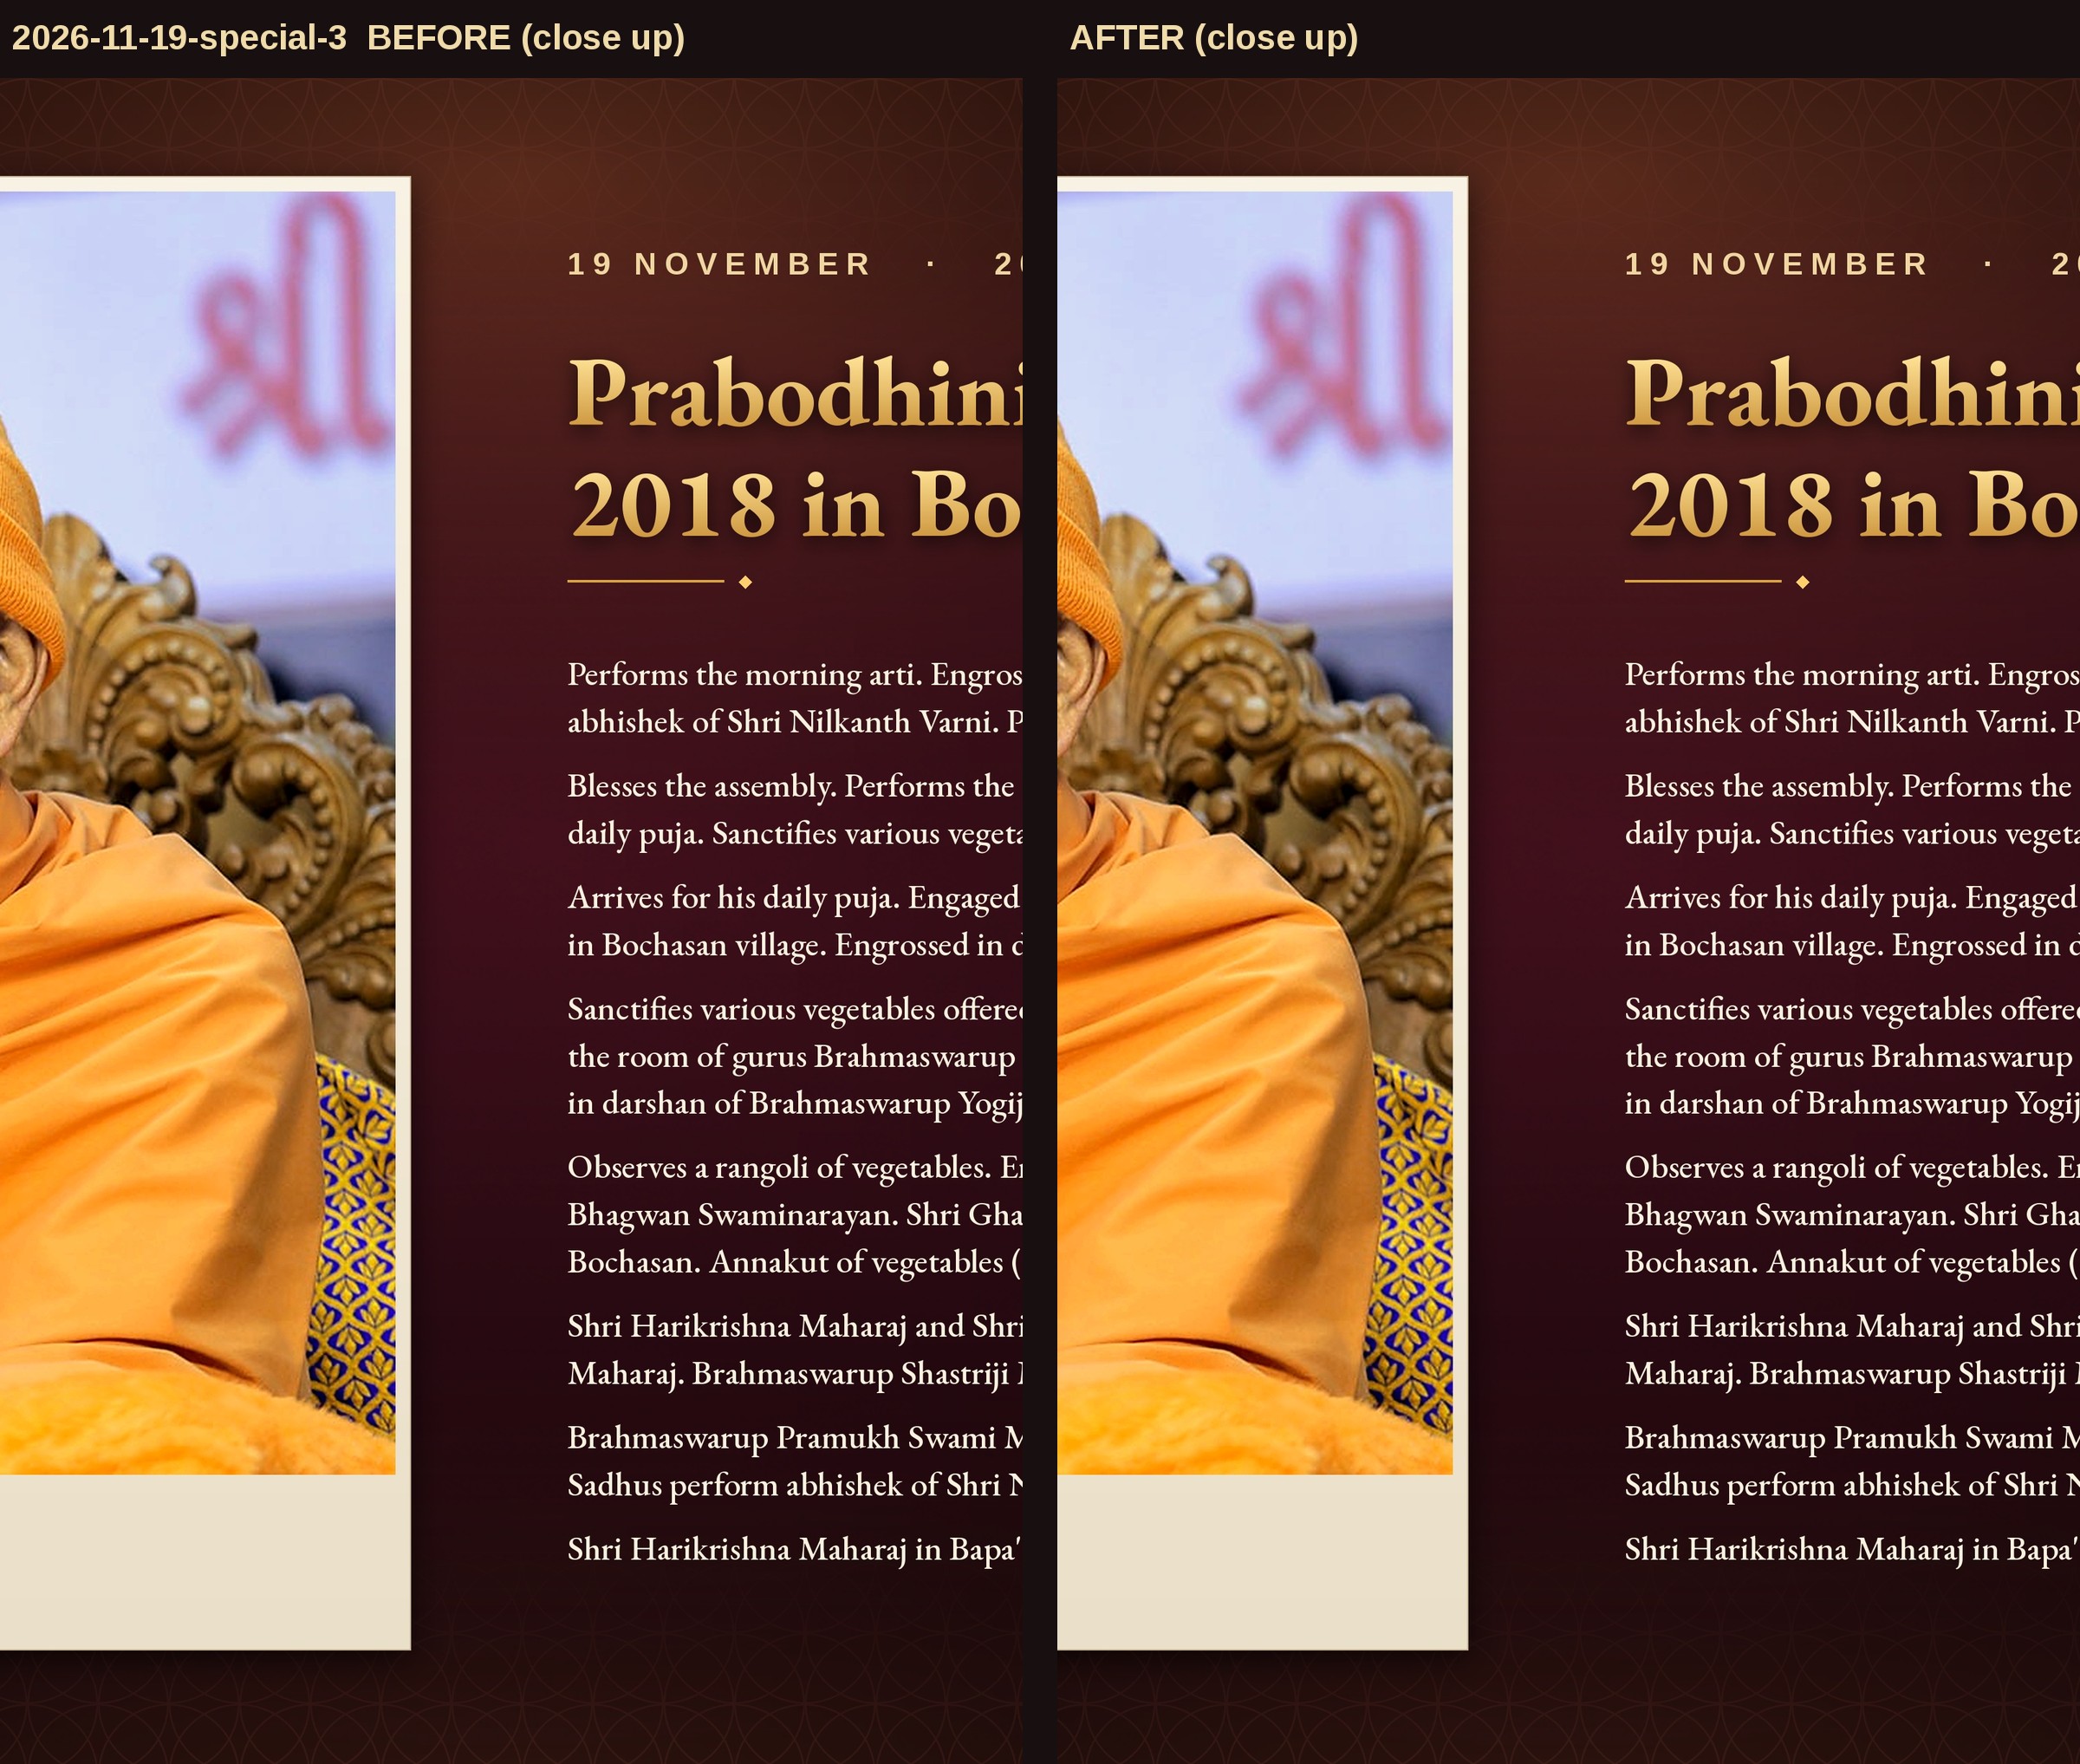 2026-11-19-special-3 BEFORE (close up)
श्री
19 NOVEMBER ·
Prabodhini
2018 in Bo
Performs the morning arti. Engros
abhishek of Shri Nilkanth Varni. P
Blesses the assembly. Performs the
daily puja. Sanctifies various vegeta
Arrives for his daily puja. Engaged
in Bochasan village. Engrossed in d
Sanctifies various vegetables offered
the room of gurus Brahmaswarup
in darshan of Brahmaswarup Yogij
Observes a rangoli of vegetables. En
Bhagwan Swaminarayan. Shri Gha
Bochasan. Annakut of vegetables (
Shri Harikrishna Maharaj and Shri
Maharaj. Brahmaswarup Shastriji
Brahmaswarup Pramukh Swami M
Sadhus perform abhishek of Shri N
Shri Harikrishna Maharaj in Bapa'
AFTER (close up)
श्री
19 NOVEMBER ·
Prabodhini
2018 in Bo
Performs the morning arti. Engros
abhishek of Shri Nilkanth Varni. P
Blesses the assembly. Performs the
daily puja. Sanctifies various vegeta
Arrives for his daily puja. Engaged
in Bochasan village. Engrossed in d
Sanctifies various vegetables offered
the room of gurus Brahmaswarup
in darshan of Brahmaswarup Yogij
Observes a rangoli of vegetables. En
Bhagwan Swaminarayan. Shri Gha
Bochasan. Annakut of vegetables (
Shri Harikrishna Maharaj and Shri
Maharaj. Brahmaswarup Shastriji
Brahmaswarup Pramukh Swami M
Sadhus perform abhishek of Shri N
Shri Harikrishna Maharaj in Bapa'